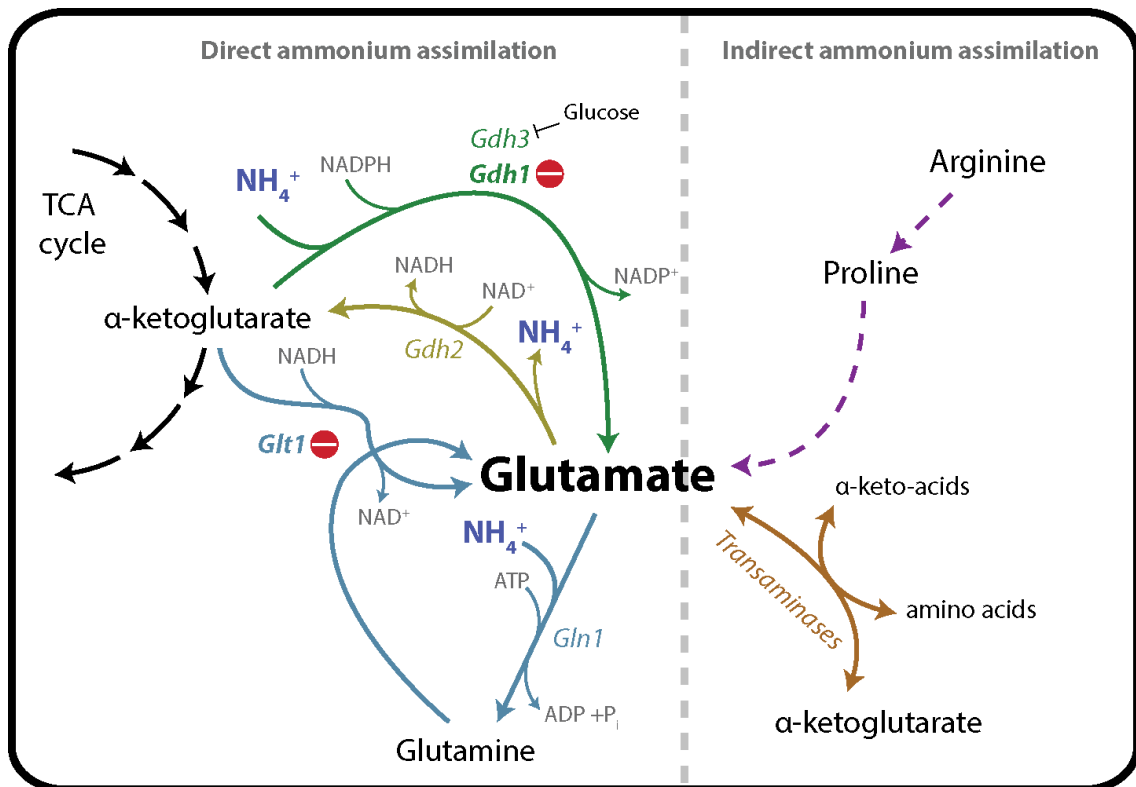 Direct ammonium assimilation
Indirect ammonium assimilation
Glucose
Gdh3
Gdh1
NADPH
NH₄⁺
Arginine
TCA
cycle
Proline
NADH
NADP⁺
NAD⁺
α-ketoglutarate
NH₄⁺
Gdh2
NADH
Glt1
Glutamate
α-keto-acids
NAD⁺
NH₄⁺
Transaminases
ATP
amino acids
Gln1
ADP +Pᵢ
α-ketoglutarate
Glutamine